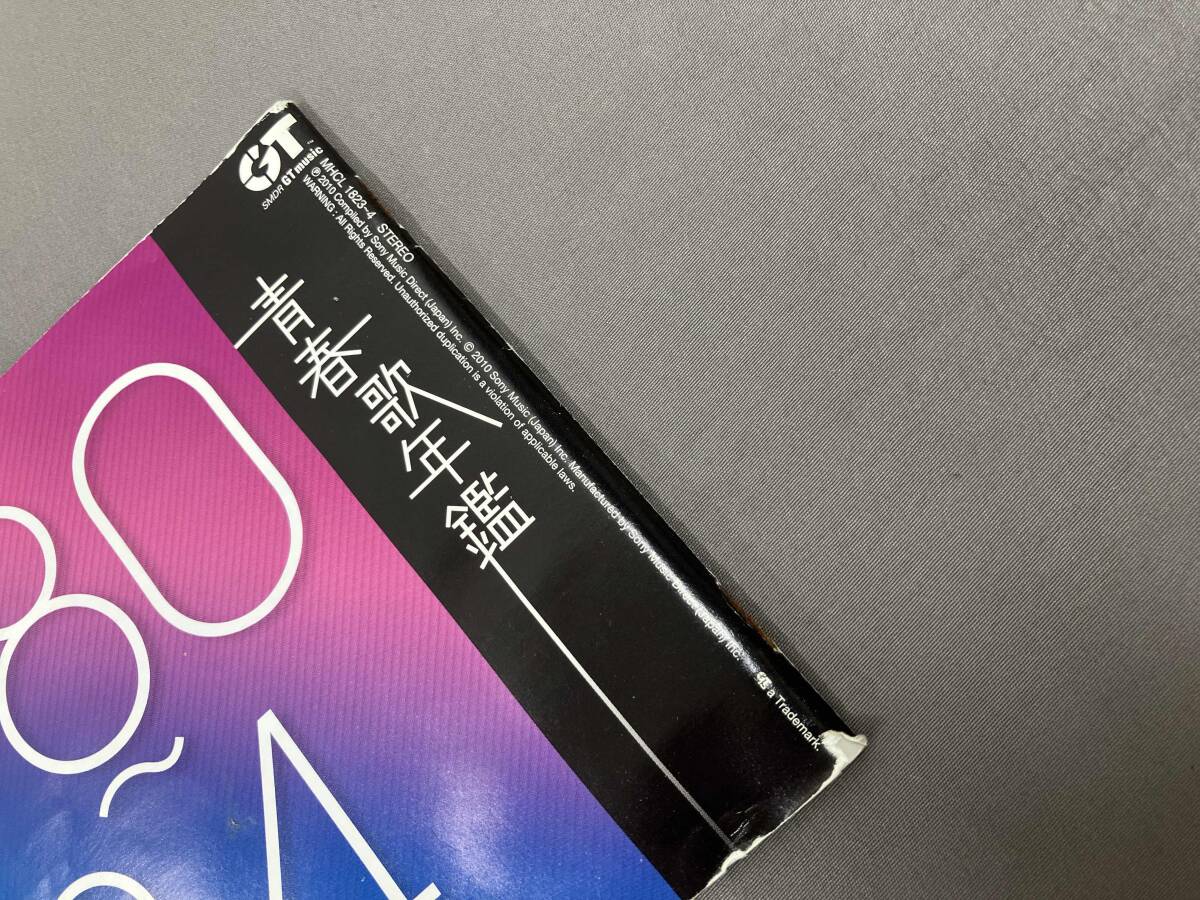 GT
SMDR GT music
MHCL 1823~4 STEREO
℗ 2010 Compiled by Sony Music Direct (Japan) Inc. © 2010 Sony Music (Japan) Inc. Manufactured by Sony Music Direct (Japan) Inc.
a Trademark.
WARNING : All Rights Reserved. Unauthorized duplication is a violation of applicable laws.
青春歌年鑑
80
~
4